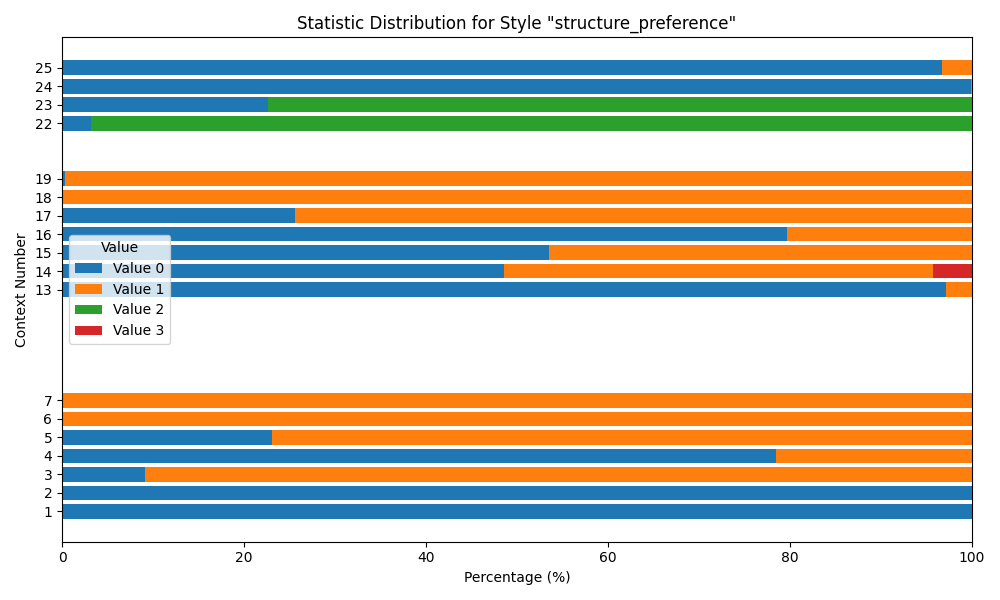 Statistic Distribution for Style "structure_preference"
Context Number
25
24
23
22
19
18
17
16
15
14
13
7
6
5
4
3
2
1
Value
Value 0
Value 1
Value 2
Value 3
0 20 40 60 80 100
Percentage (%)